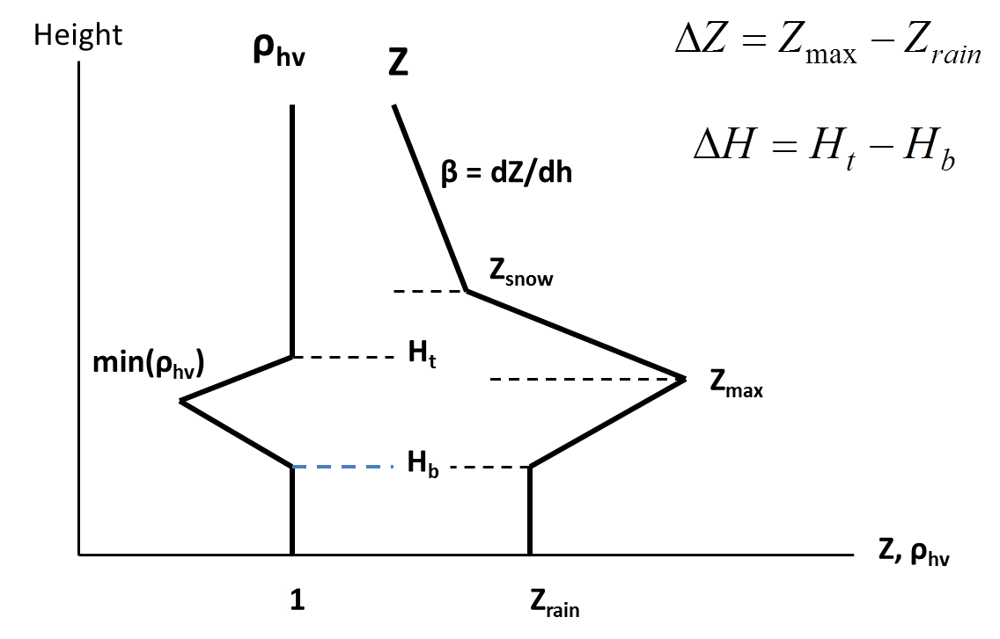 Height
ρhv
Z
ΔZ = Zmax − Zrain
ΔH = Ht − Hb
β = dZ/dh
Zsnow
min(ρhv)
Ht
Zmax
Hb
Z, ρhv
1
Zrain